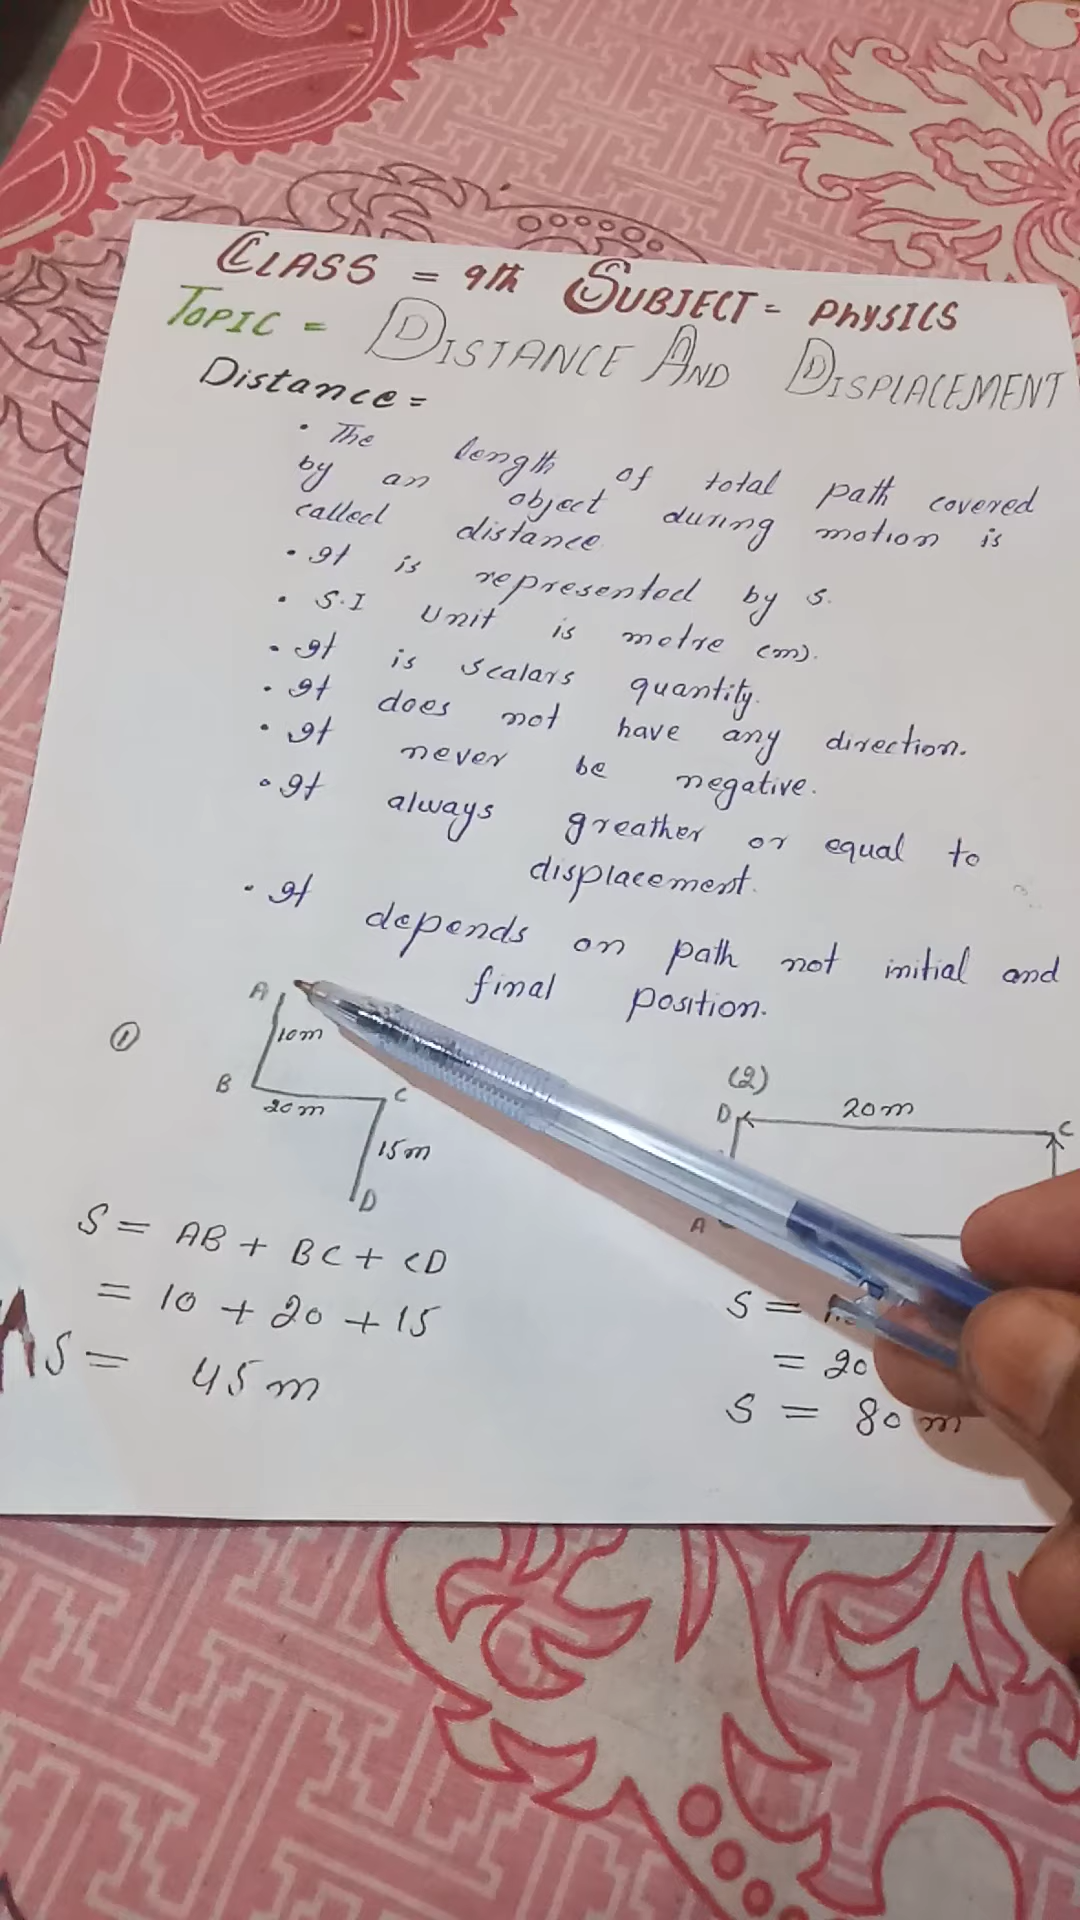 CLASS = 9th SUBJECT = PHYSICS
TOPIC = DISTANCE AND DISPLACEMENT
Distance =
• The length of total path covered
by an object during motion is
called distance
• It is represented by s.
• S.I Unit is metre (m).
• It is scalars quantity.
• It does not have any direction.
• It never be negative.
• It always greather or equal to
displacement.
• It depends on path not initial and
final position.
①
A
10m
B
20m
C
15m
D
S = AB + BC + CD
= 10 + 20 + 15
S = 45m
(2)
D
20m
C
A
S =
= 20
S = 80 m